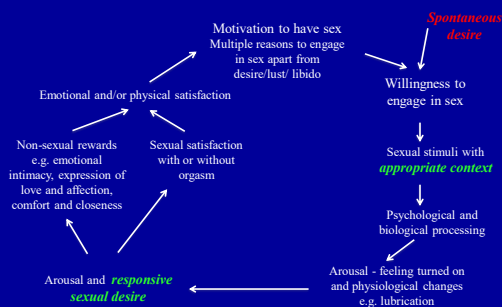 Motivation to have sex
Multiple reasons to engage
in sex apart from
desire/lust/ libido
Spontaneous
desire
Willingness to
engage in sex
Sexual stimuli with
appropriate context
Psychological and
biological processing
Arousal - feeling turned on
and physiological changes
e.g. lubrication
Arousal and responsive
sexual desire
Non-sexual rewards
e.g. emotional
intimacy, expression of
love and affection,
comfort and closeness
Sexual satisfaction
with or without
orgasm
Emotional and/or physical satisfaction